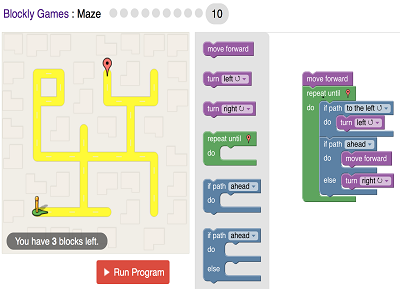 Blockly Games : Maze 10
move forward
turn left ↻
turn right ↻
repeat until
do
if path ahead
do
if path ahead
do
else
move forward
repeat until
do if path to the left ↺
do turn left ↺
if path ahead
do move forward
else turn right ↻
You have 3 blocks left.
Run Program